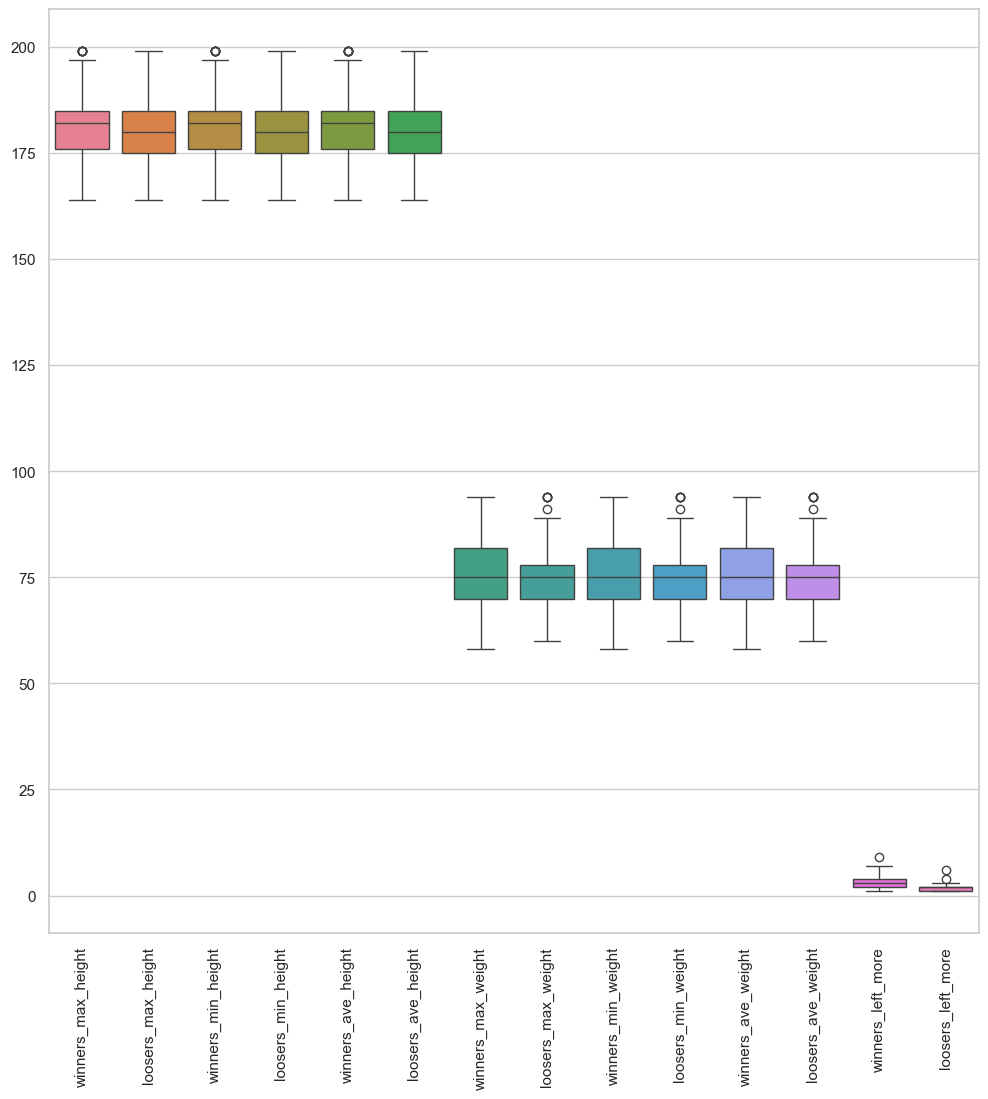 200
175
150
125
100
75
50
25
0
winners_max_height
loosers_max_height
winners_min_height
loosers_min_height
winners_ave_height
loosers_ave_height
winners_max_weight
loosers_max_weight
winners_min_weight
loosers_min_weight
winners_ave_weight
loosers_ave_weight
winners_left_more
loosers_left_more